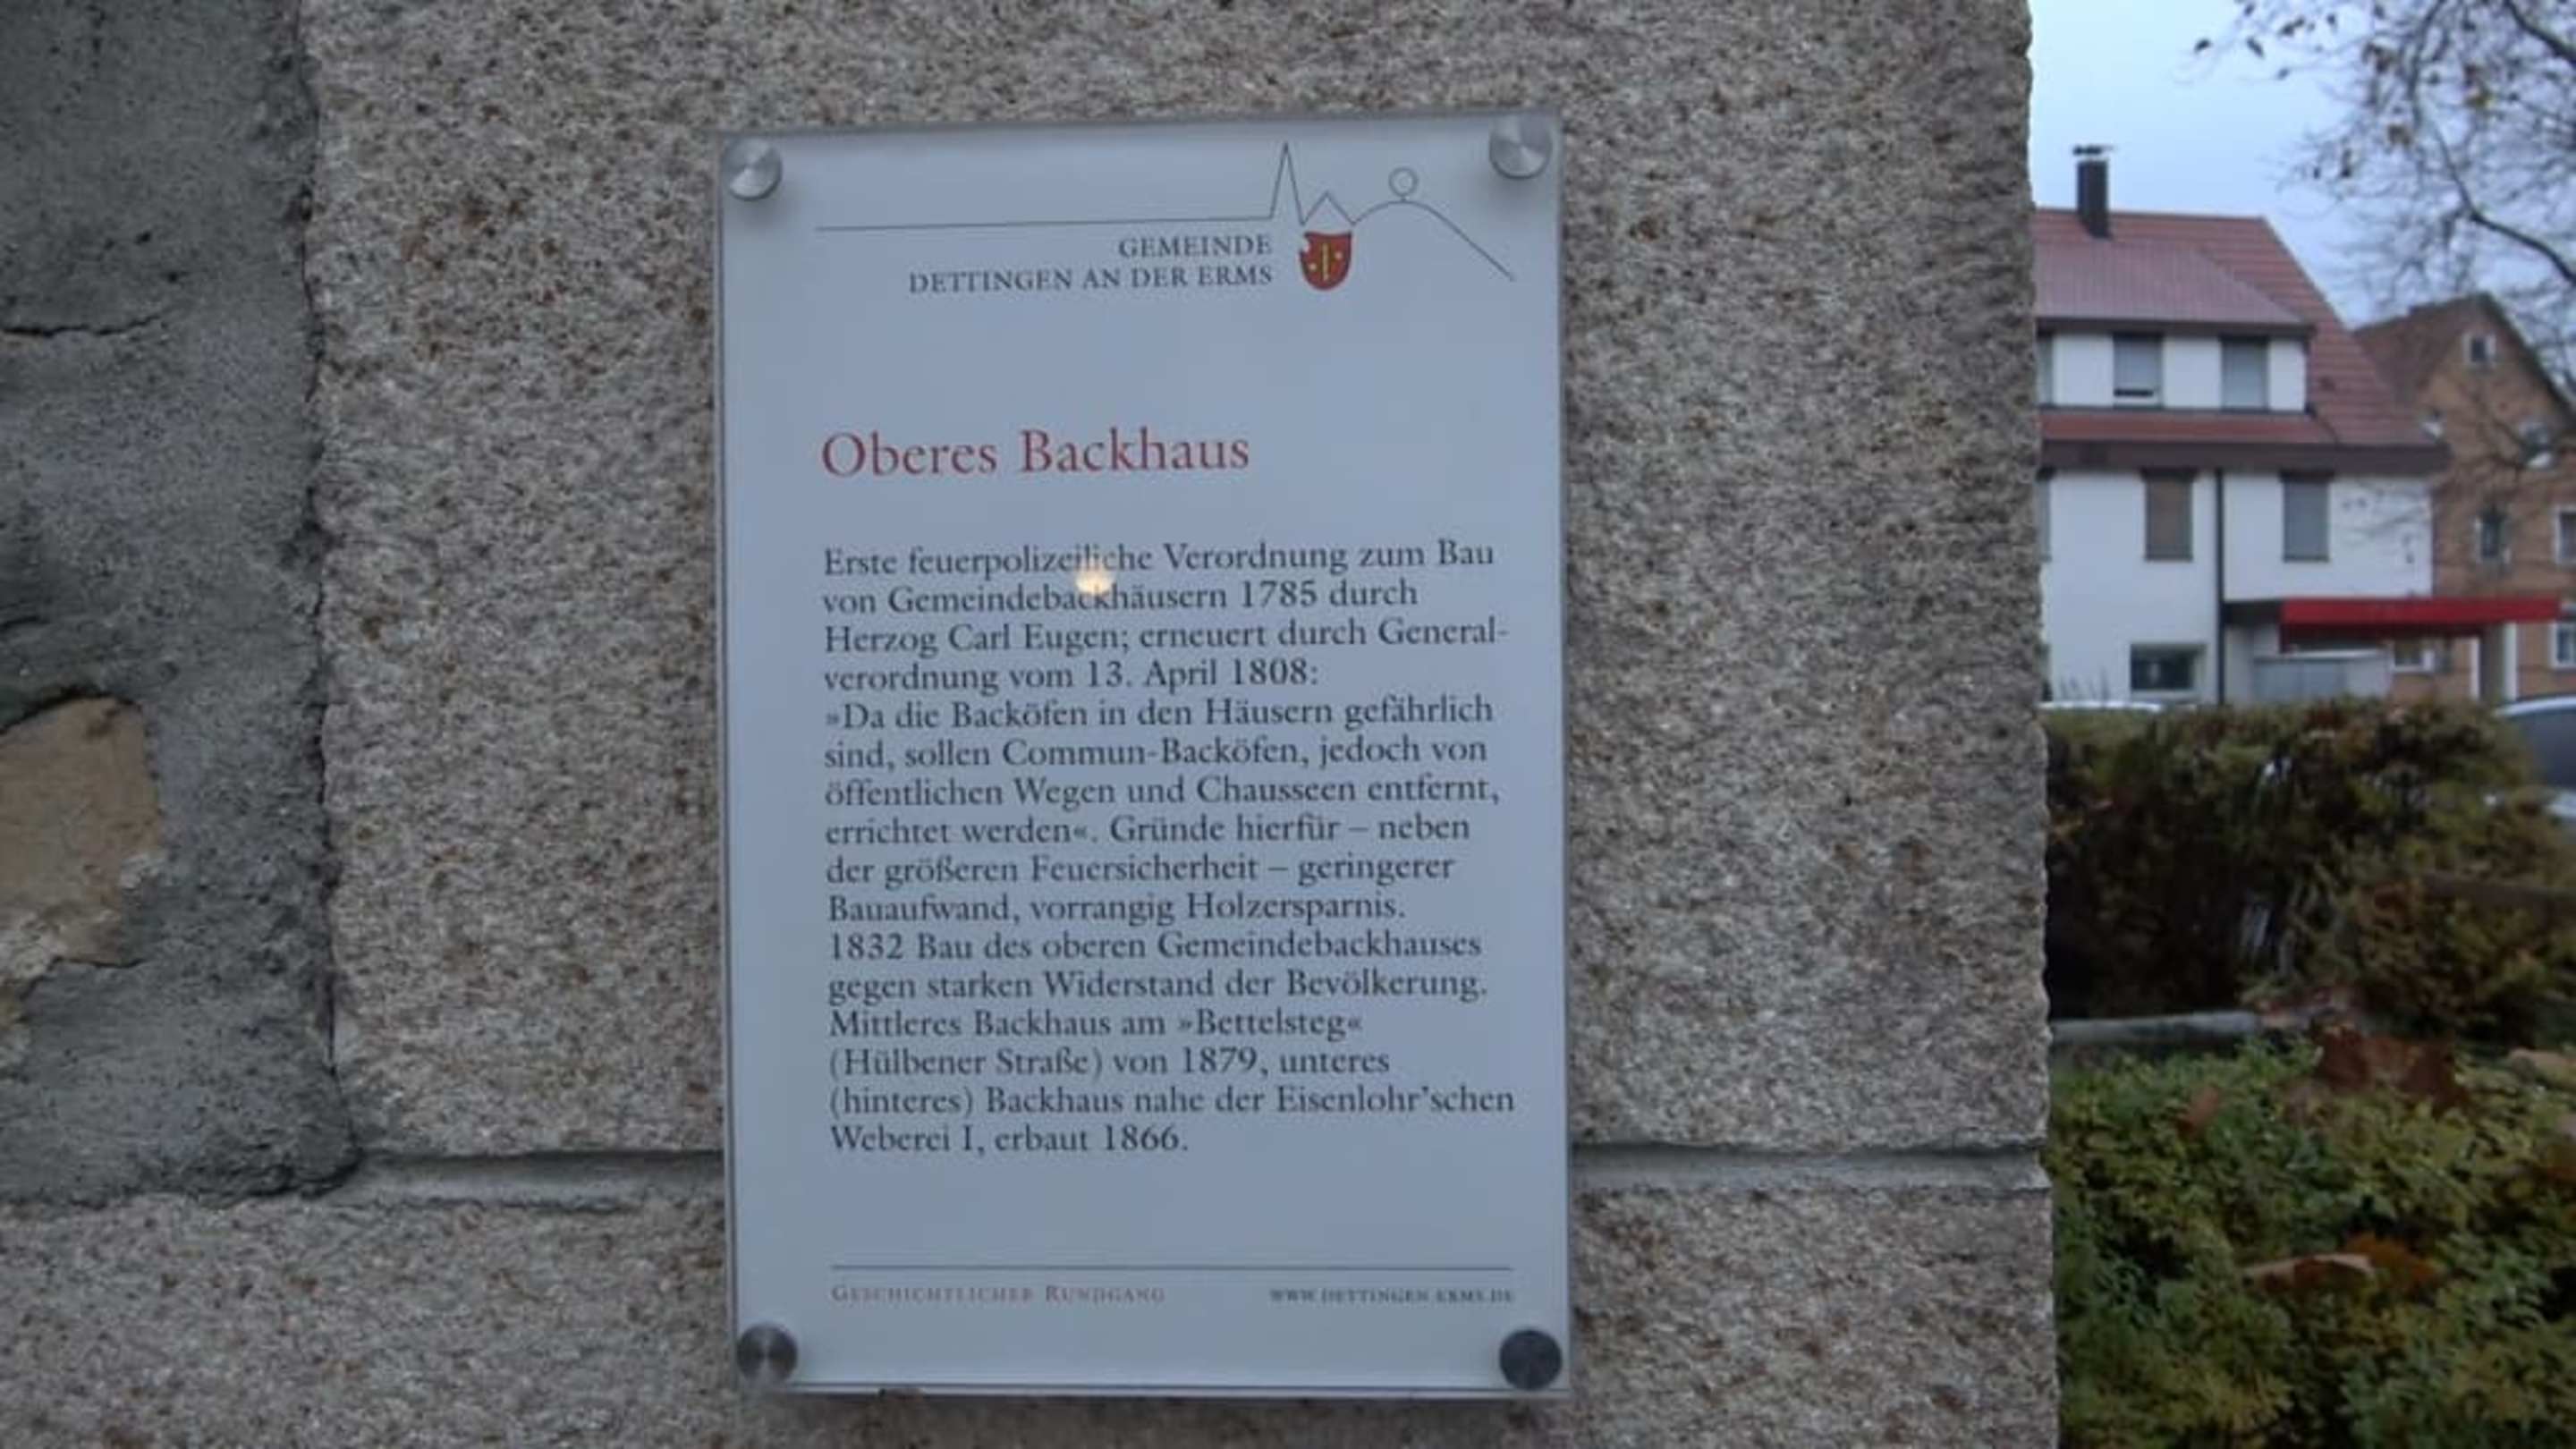 GEMEINDE
DETTINGEN AN DER ERMS
Oberes Backhaus
Erste feuerpolizeiliche Verordnung zum Bau
von Gemeindebackhäusern 1785 durch
Herzog Carl Eugen; erneuert durch General-
verordnung vom 13. April 1808:
»Da die Backöfen in den Häusern gefährlich
sind, sollen Commun-Backöfen, jedoch von
öffentlichen Wegen und Chausseen entfernt,
errichtet werden«. Gründe hierfür – neben
der größeren Feuersicherheit – geringerer
Bauaufwand, vorrangig Holzersparnis.
1832 Bau des oberen Gemeindebackhauses
gegen starken Widerstand der Bevölkerung.
Mittleres Backhaus am »Bettelsteg«
(Hülbener Straße) von 1879, unteres
(hinteres) Backhaus nahe der Eisenlohr'schen
Weberei I, erbaut 1866.
GESCHICHTLICHER RUNDGANG
WWW.DETTINGEN-ERMS.DE